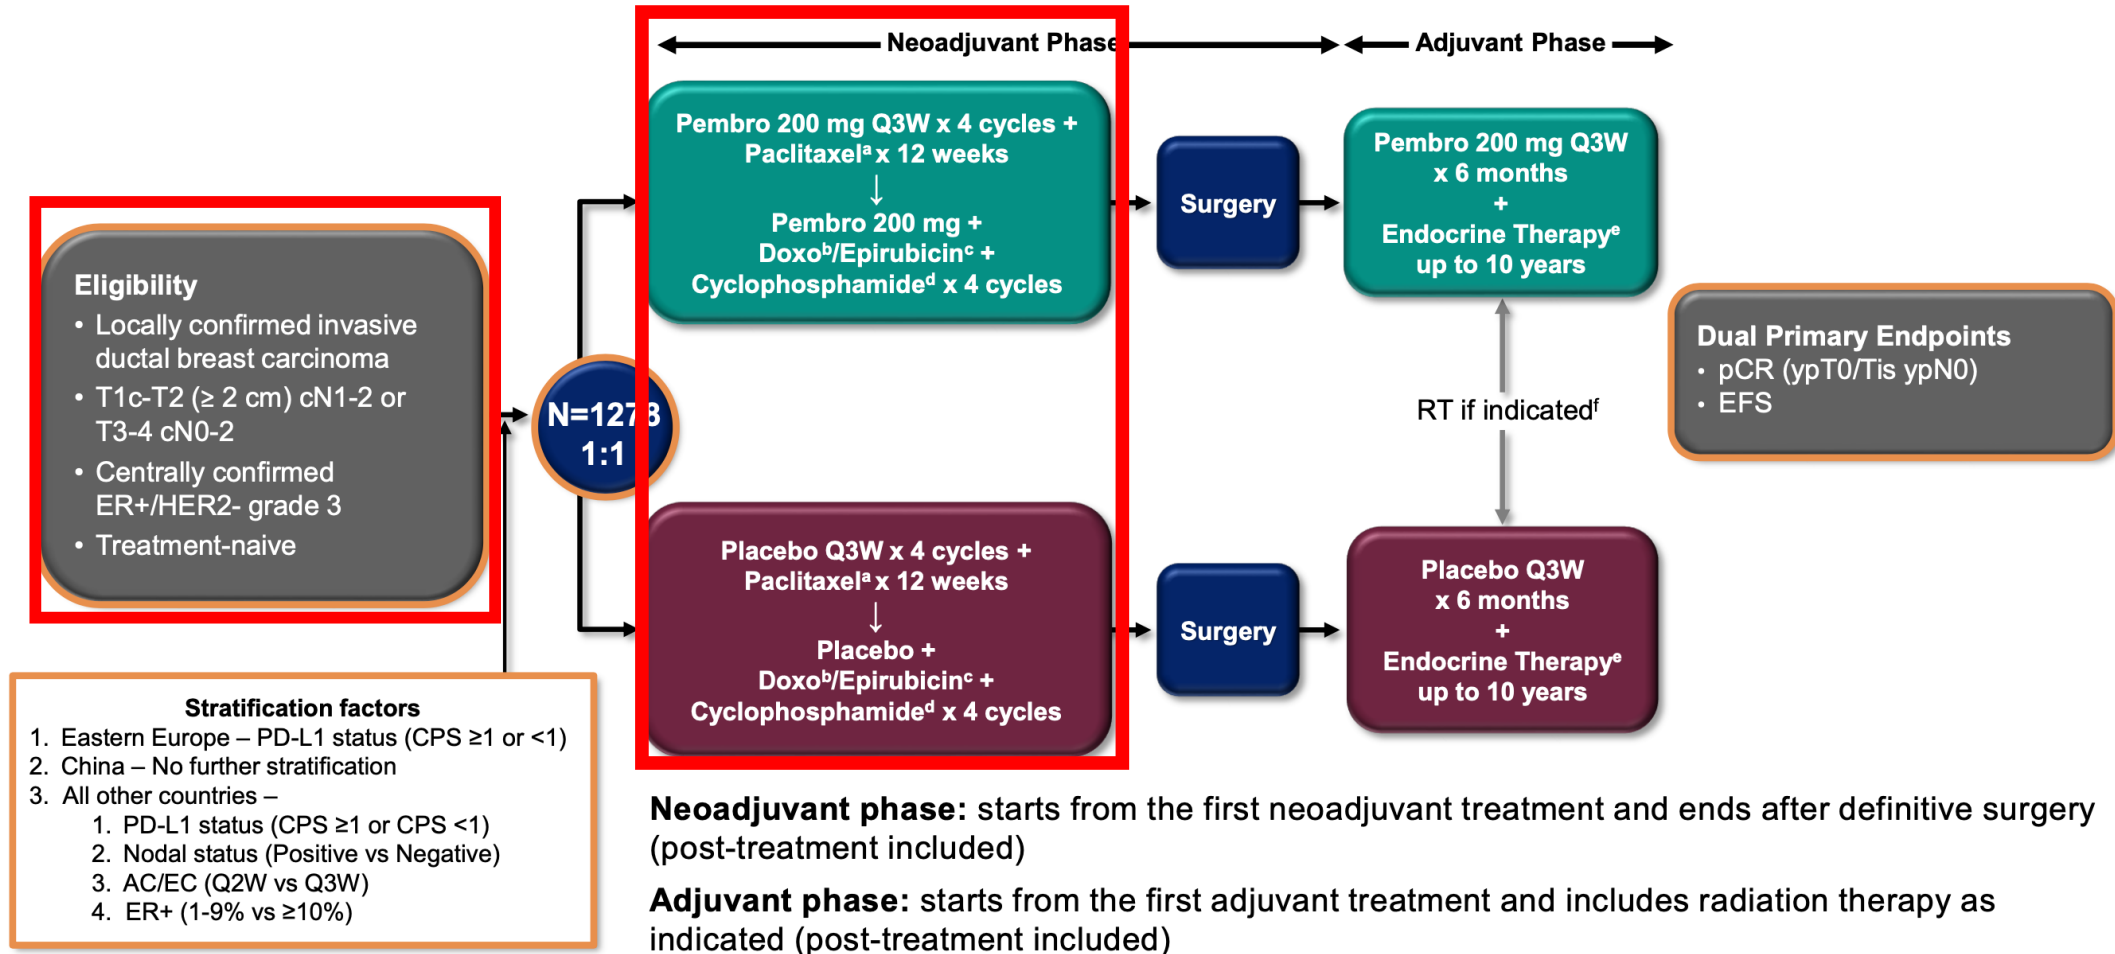 Neoadjuvant Phase
Adjuvant Phase
Eligibility
• Locally confirmed invasive
ductal breast carcinoma
• T1c-T2 (≥ 2 cm) cN1-2 or
T3-4 cN0-2
• Centrally confirmed
ER+/HER2- grade 3
• Treatment-naive
Stratification factors
1. Eastern Europe – PD-L1 status (CPS ≥1 or <1)
2. China – No further stratification
3. All other countries –
1. PD-L1 status (CPS ≥1 or CPS <1)
2. Nodal status (Positive vs Negative)
3. AC/EC (Q2W vs Q3W)
4. ER+ (1-9% vs ≥10%)
N=1278
1:1
Pembro 200 mg Q3W x 4 cycles +
Paclitaxelᵃ x 12 weeks
↓
Pembro 200 mg +
Doxoᵇ/Epirubicinᶜ +
Cyclophosphamideᵈ x 4 cycles
Surgery
Pembro 200 mg Q3W
x 6 months
+
Endocrine Therapyᵉ
up to 10 years
RT if indicatedᶠ
Placebo Q3W x 4 cycles +
Paclitaxelᵃ x 12 weeks
↓
Placebo +
Doxoᵇ/Epirubicinᶜ +
Cyclophosphamideᵈ x 4 cycles
Surgery
Placebo Q3W
x 6 months
+
Endocrine Therapyᵉ
up to 10 years
Dual Primary Endpoints
• pCR (ypT0/Tis ypN0)
• EFS
Neoadjuvant phase: starts from the first neoadjuvant treatment and ends after definitive surgery
(post-treatment included)
Adjuvant phase: starts from the first adjuvant treatment and includes radiation therapy as
indicated (post-treatment included)